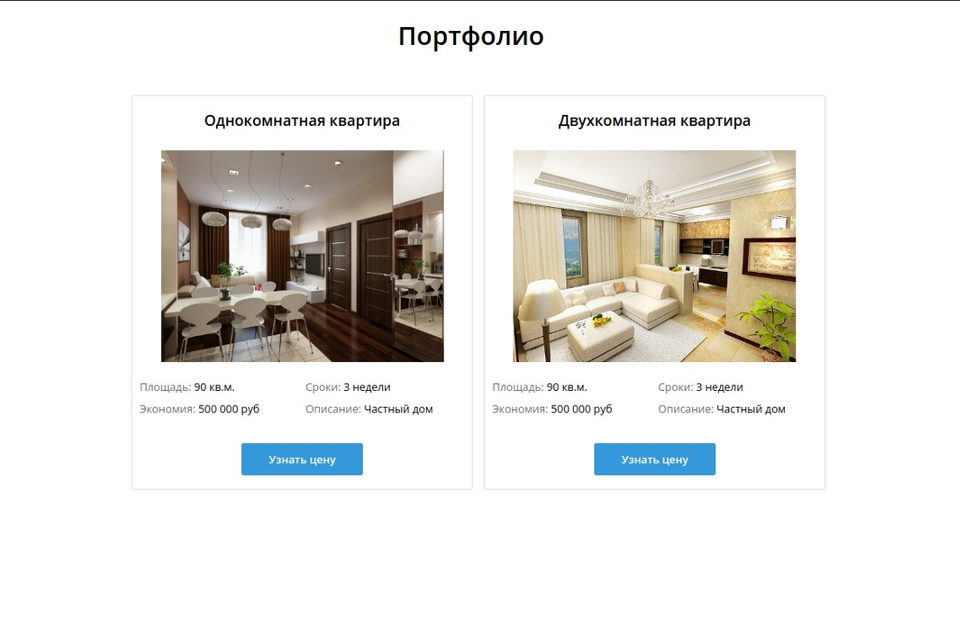 Портфолио
Однокомнатная квартира
Площадь: 90 кв.м. Сроки: 3 недели
Экономия: 500 000 руб Описание: Частный дом
Узнать цену
Двухкомнатная квартира
Площадь: 90 кв.м. Сроки: 3 недели
Экономия: 500 000 руб Описание: Частный дом
Узнать цену